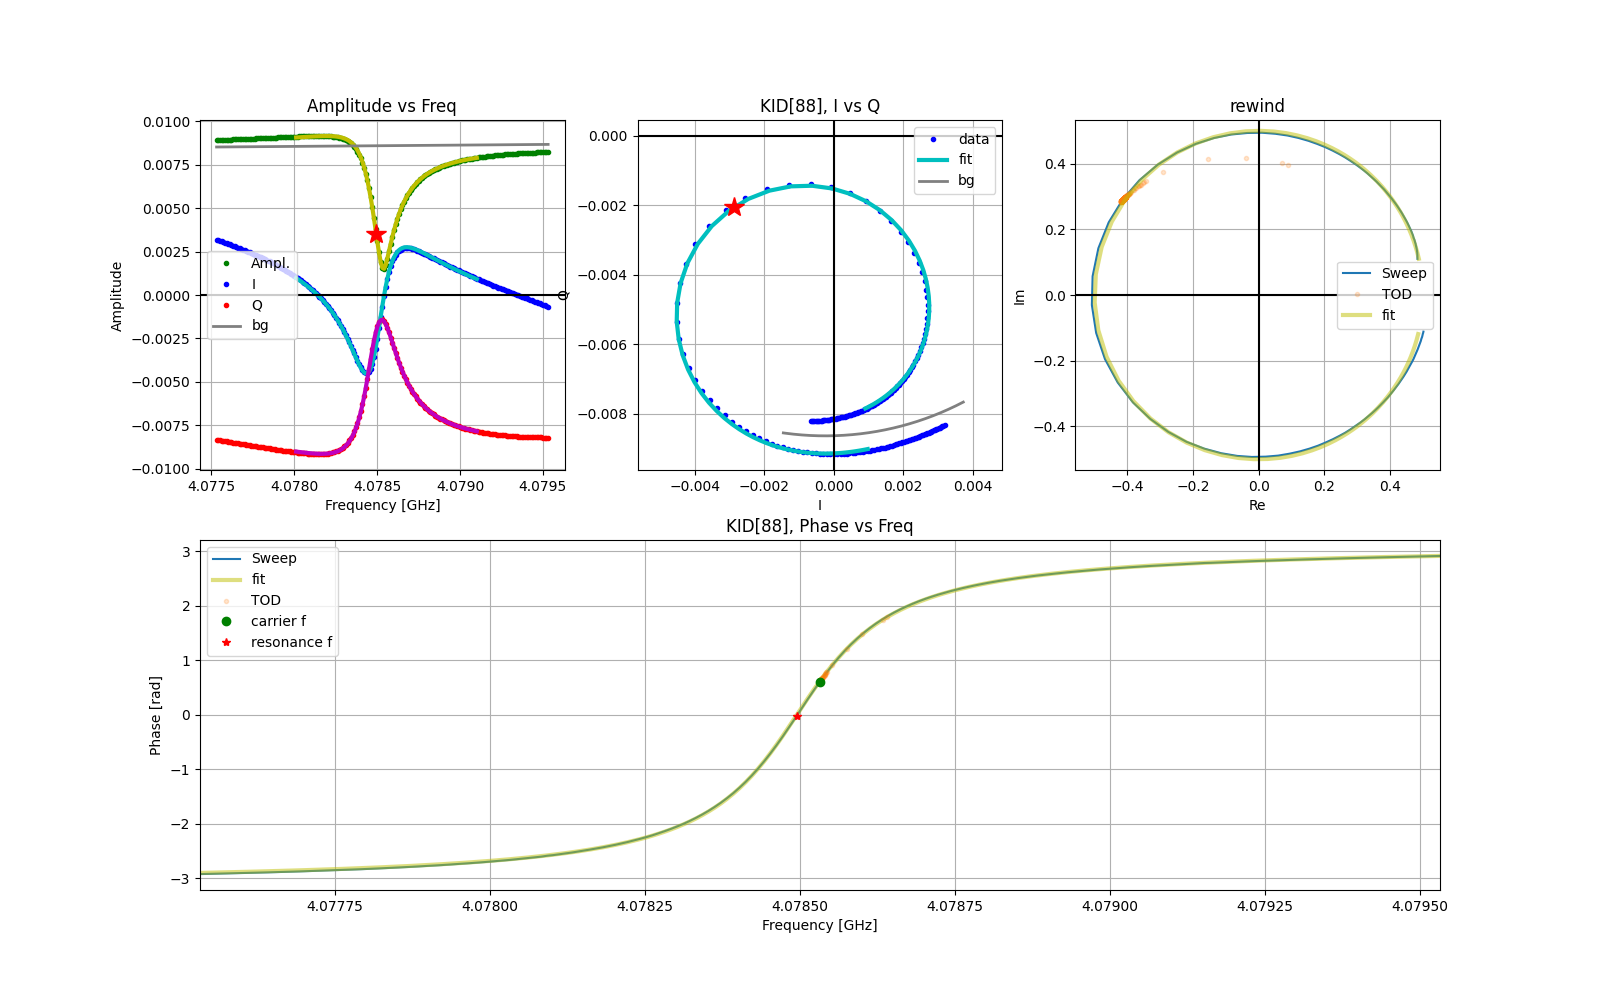 Amplitude vs Freq
0.0100
0.0075
0.0050
0.0025
0.0000
−0.0025
−0.0050
−0.0075
−0.0100
Amplitude
Ampl.
I
Q
bg
4.0775 4.0780 4.0785 4.0790 4.0795
Frequency [GHz]
KID[88], I vs Q
0.000
−0.002
−0.004
−0.006
−0.008
Q
data
fit
bg
−0.004 −0.002 0.000 0.002 0.004
I
rewind
0.4
0.2
0.0
−0.2
−0.4
Im
Sweep
TOD
fit
−0.4 −0.2 0.0 0.2 0.4
Re
KID[88], Phase vs Freq
3
2
1
0
−1
−2
−3
Phase [rad]
Sweep
fit
TOD
carrier f
resonance f
4.07775 4.07800 4.07825 4.07850 4.07875 4.07900 4.07925 4.07950
Frequency [GHz]